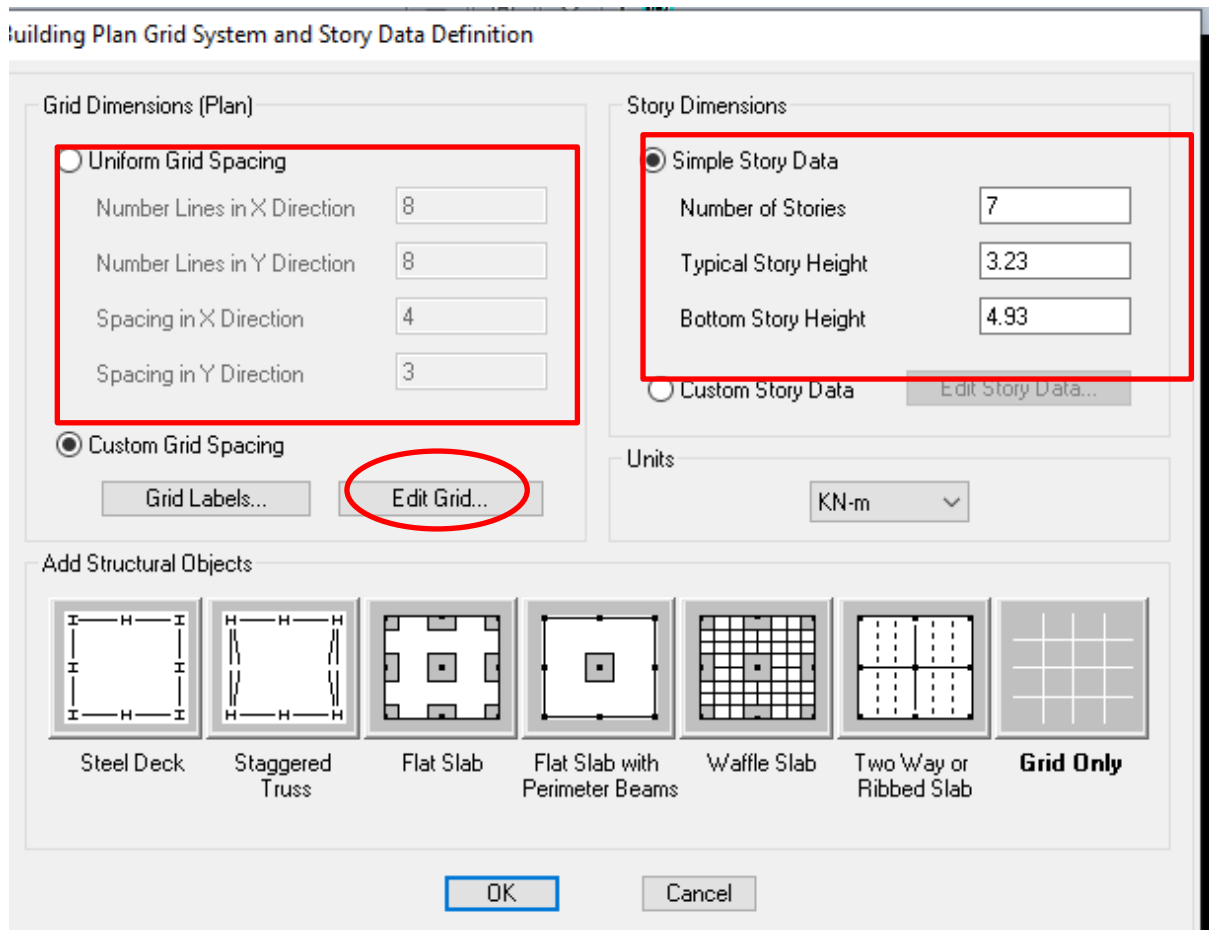 Building Plan Grid System and Story Data Definition
Grid Dimensions (Plan)
Uniform Grid Spacing
Number Lines in X Direction 8
Number Lines in Y Direction 8
Spacing in X Direction 4
Spacing in Y Direction 3
Custom Grid Spacing
Grid Labels... Edit Grid...
Story Dimensions
Simple Story Data
Number of Stories 7
Typical Story Height 3.23
Bottom Story Height 4.93
Custom Story Data Edit Story Data...
Units
KN-m
Add Structural Objects
Steel Deck
Staggered
Truss
Flat Slab
Flat Slab with
Perimeter Beams
Waffle Slab
Two Way or
Ribbed Slab
Grid Only
OK Cancel